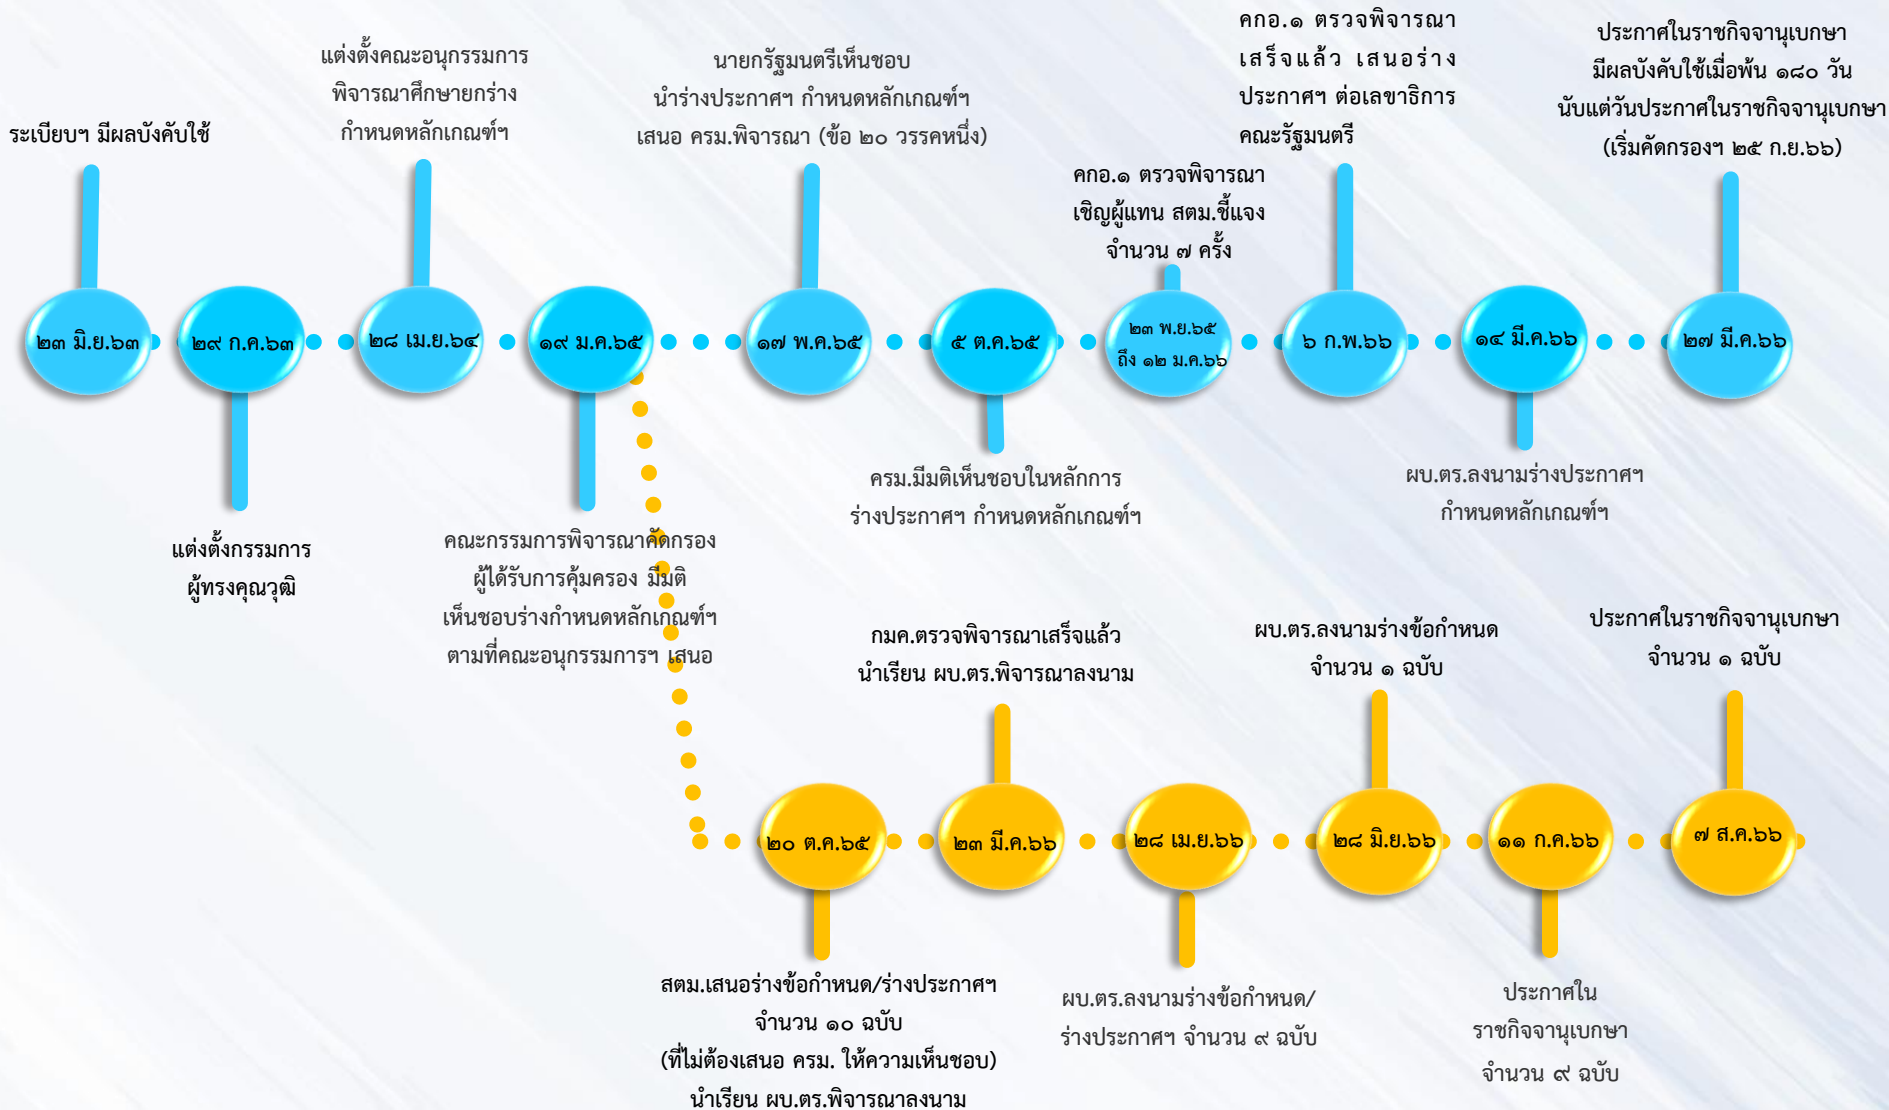 ระเบียบฯ มีผลบังคับใช้
๒๓ มิ.ย.๖๓
๒๙ ก.ค.๖๓
แต่งตั้งกรรมการ
ผู้ทรงคุณวุฒิ
แต่งตั้งคณะอนุกรรมการ
พิจารณาศึกษายกร่าง
กำหนดหลักเกณฑ์ฯ
๒๘ เม.ย.๖๔
๑๙ ม.ค.๖๕
คณะกรรมการพิจารณาคัดกรอง
ผู้ได้รับการคุ้มครอง มีมติ
เห็นชอบร่างกำหนดหลักเกณฑ์ฯ
ตามที่คณะอนุกรรมการฯ เสนอ
นายกรัฐมนตรีเห็นชอบ
นำร่างประกาศฯ กำหนดหลักเกณฑ์ฯ
เสนอ ครม.พิจารณา (ข้อ ๒๐ วรรคหนึ่ง)
๑๗ พ.ค.๖๕
๕ ต.ค.๖๕
ครม.มีมติเห็นชอบในหลักการ
ร่างประกาศฯ กำหนดหลักเกณฑ์ฯ
คกอ.๑ ตรวจพิจารณา
เชิญผู้แทน สตม.ชี้แจง
จำนวน ๗ ครั้ง
๒๓ พ.ย.๖๕
ถึง ๑๒ ม.ค.๖๖
คกอ.๑ ตรวจพิจารณา
เสร็จแล้ว เสนอร่าง
ประกาศฯ ต่อเลขาธิการ
คณะรัฐมนตรี
๖ ก.พ.๖๖
๑๔ มี.ค.๖๖
ผบ.ตร.ลงนามร่างประกาศฯ
กำหนดหลักเกณฑ์ฯ
ประกาศในราชกิจจานุเบกษา
มีผลบังคับใช้เมื่อพ้น ๑๘๐ วัน
นับแต่วันประกาศในราชกิจจานุเบกษา
(เริ่มคัดกรองฯ ๒๕ ก.ย.๖๖)
๒๗ มี.ค.๖๖
๒๐ ต.ค.๖๕
สตม.เสนอร่างข้อกำหนด/ร่างประกาศฯ
จำนวน ๑๐ ฉบับ
(ที่ไม่ต้องเสนอ ครม. ให้ความเห็นชอบ)
นำเรียน ผบ.ตร.พิจารณาลงนาม
กมค.ตรวจพิจารณาเสร็จแล้ว
นำเรียน ผบ.ตร.พิจารณาลงนาม
๒๓ มี.ค.๖๖
๒๘ เม.ย.๖๖
ผบ.ตร.ลงนามร่างข้อกำหนด/
ร่างประกาศฯ จำนวน ๙ ฉบับ
ผบ.ตร.ลงนามร่างข้อกำหนด
จำนวน ๑ ฉบับ
๒๘ มิ.ย.๖๖
๑๑ ก.ค.๖๖
ประกาศใน
ราชกิจจานุเบกษา
จำนวน ๙ ฉบับ
ประกาศในราชกิจจานุเบกษา
จำนวน ๑ ฉบับ
๗ ส.ค.๖๖